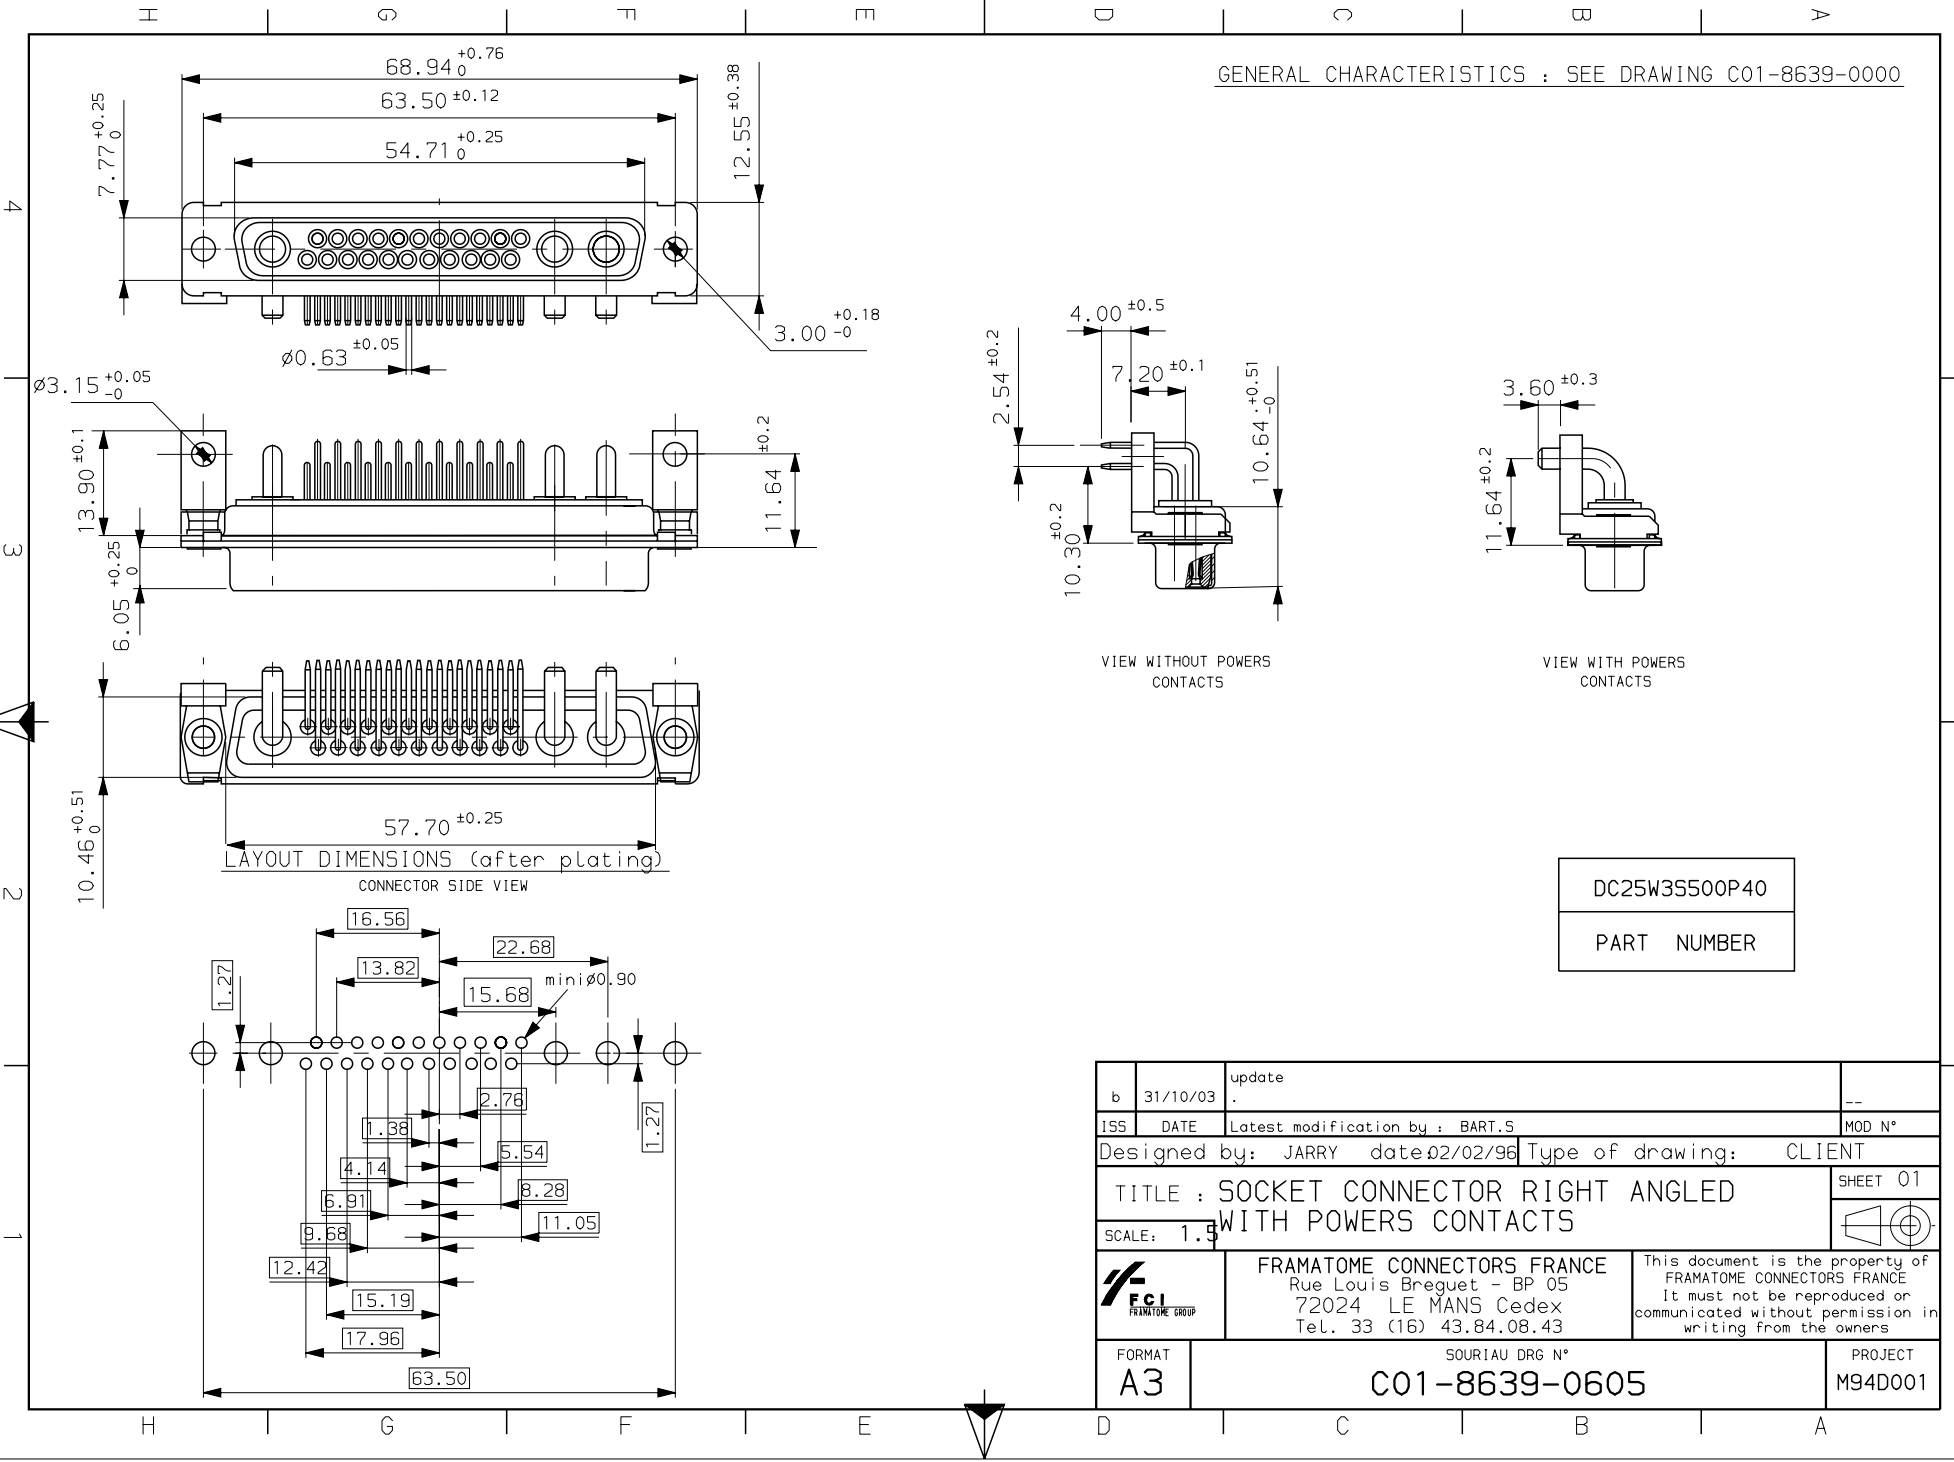 H G F E D C B A
GENERAL CHARACTERISTICS : SEE DRAWING C01-8639-0000
68.94 +0.76 0
63.50 ±0.12
54.71 +0.25 0
7.77 +0.25 0
12.55 ±0.38
4
3.00 +0.18 -0
ø0.63 ±0.05
ø3.15 +0.05 -0
13.90 ±0.1
11.64 ±0.2
6.05 +0.25 0
3
4.00 ±0.5
2.54 ±0.2
7.20 ±0.1
10.64 +0.51 -0
10.30 ±0.2
VIEW WITHOUT POWERS
CONTACTS
3.60 ±0.3
11.64 ±0.2
VIEW WITH POWERS
CONTACTS
10.46 +0.51 0
57.70 ±0.25
LAYOUT DIMENSIONS (after plating)
CONNECTOR SIDE VIEW
2
DC25W3S500P40
PART NUMBER
16.56
22.68
13.82
15.68
miniø0.90
1.27
2.76
1.27
1.38
5.54
4.14
8.28
6.91
11.05
9.68
12.42
15.19
17.96
63.50
1
b 31/10/03 update
. --
ISS DATE Latest modification by : BART.S MOD N°
Designed by: JARRY date:02/02/96 Type of drawing: CLIENT
TITLE : SOCKET CONNECTOR RIGHT ANGLED
WITH POWERS CONTACTS
SHEET 01
SCALE: 1.5
FCI
FRAMATOME GROUP
FRAMATOME CONNECTORS FRANCE
Rue Louis Breguet - BP 05
72024 LE MANS Cedex
Tel. 33 (16) 43.84.08.43
This document is the property of
FRAMATOME CONNECTORS FRANCE
It must not be reproduced or
communicated without permission in
writing from the owners
FORMAT
A3
SOURIAU DRG N°
C01-8639-0605
PROJECT
M94D001
H G F E D C B A